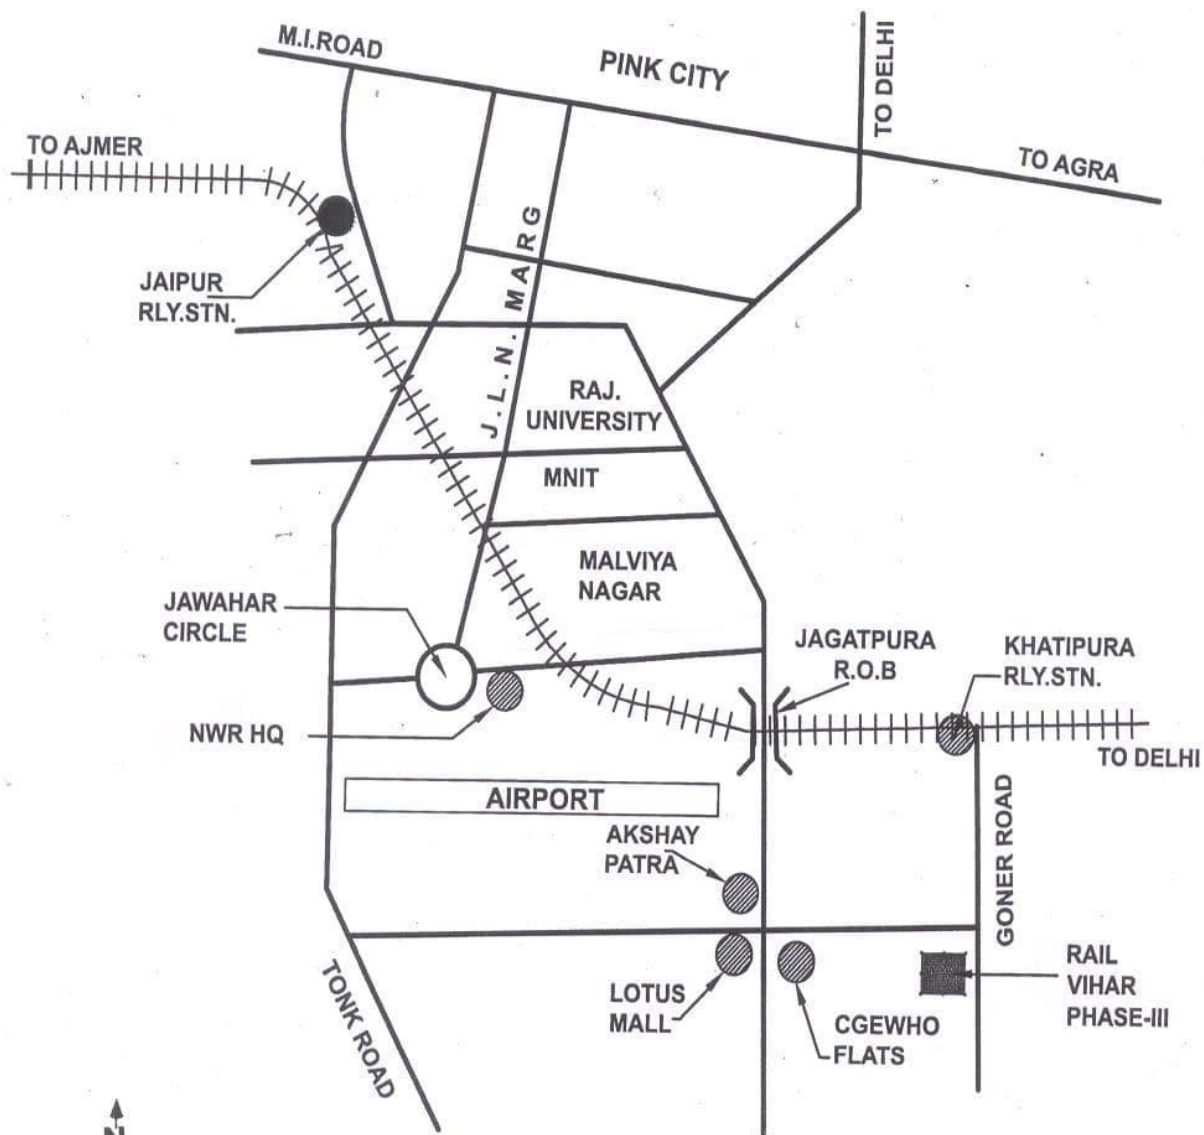 M.I.ROAD
PINK CITY
TO DELHI
TO AJMER
TO AGRA
JAIPUR
RLY.STN.
J.L.N. MARG
RAJ.
UNIVERSITY
MNIT
MALVIYA
NAGAR
JAWAHAR
CIRCLE
JAGATPURA
R.O.B
KHATIPURA
RLY.STN.
NWR HQ
TO DELHI
AIRPORT
AKSHAY
PATRA
GONER ROAD
LOTUS
MALL
CGEWHO
FLATS
RAIL
VIHAR
PHASE-III
TONK ROAD
N